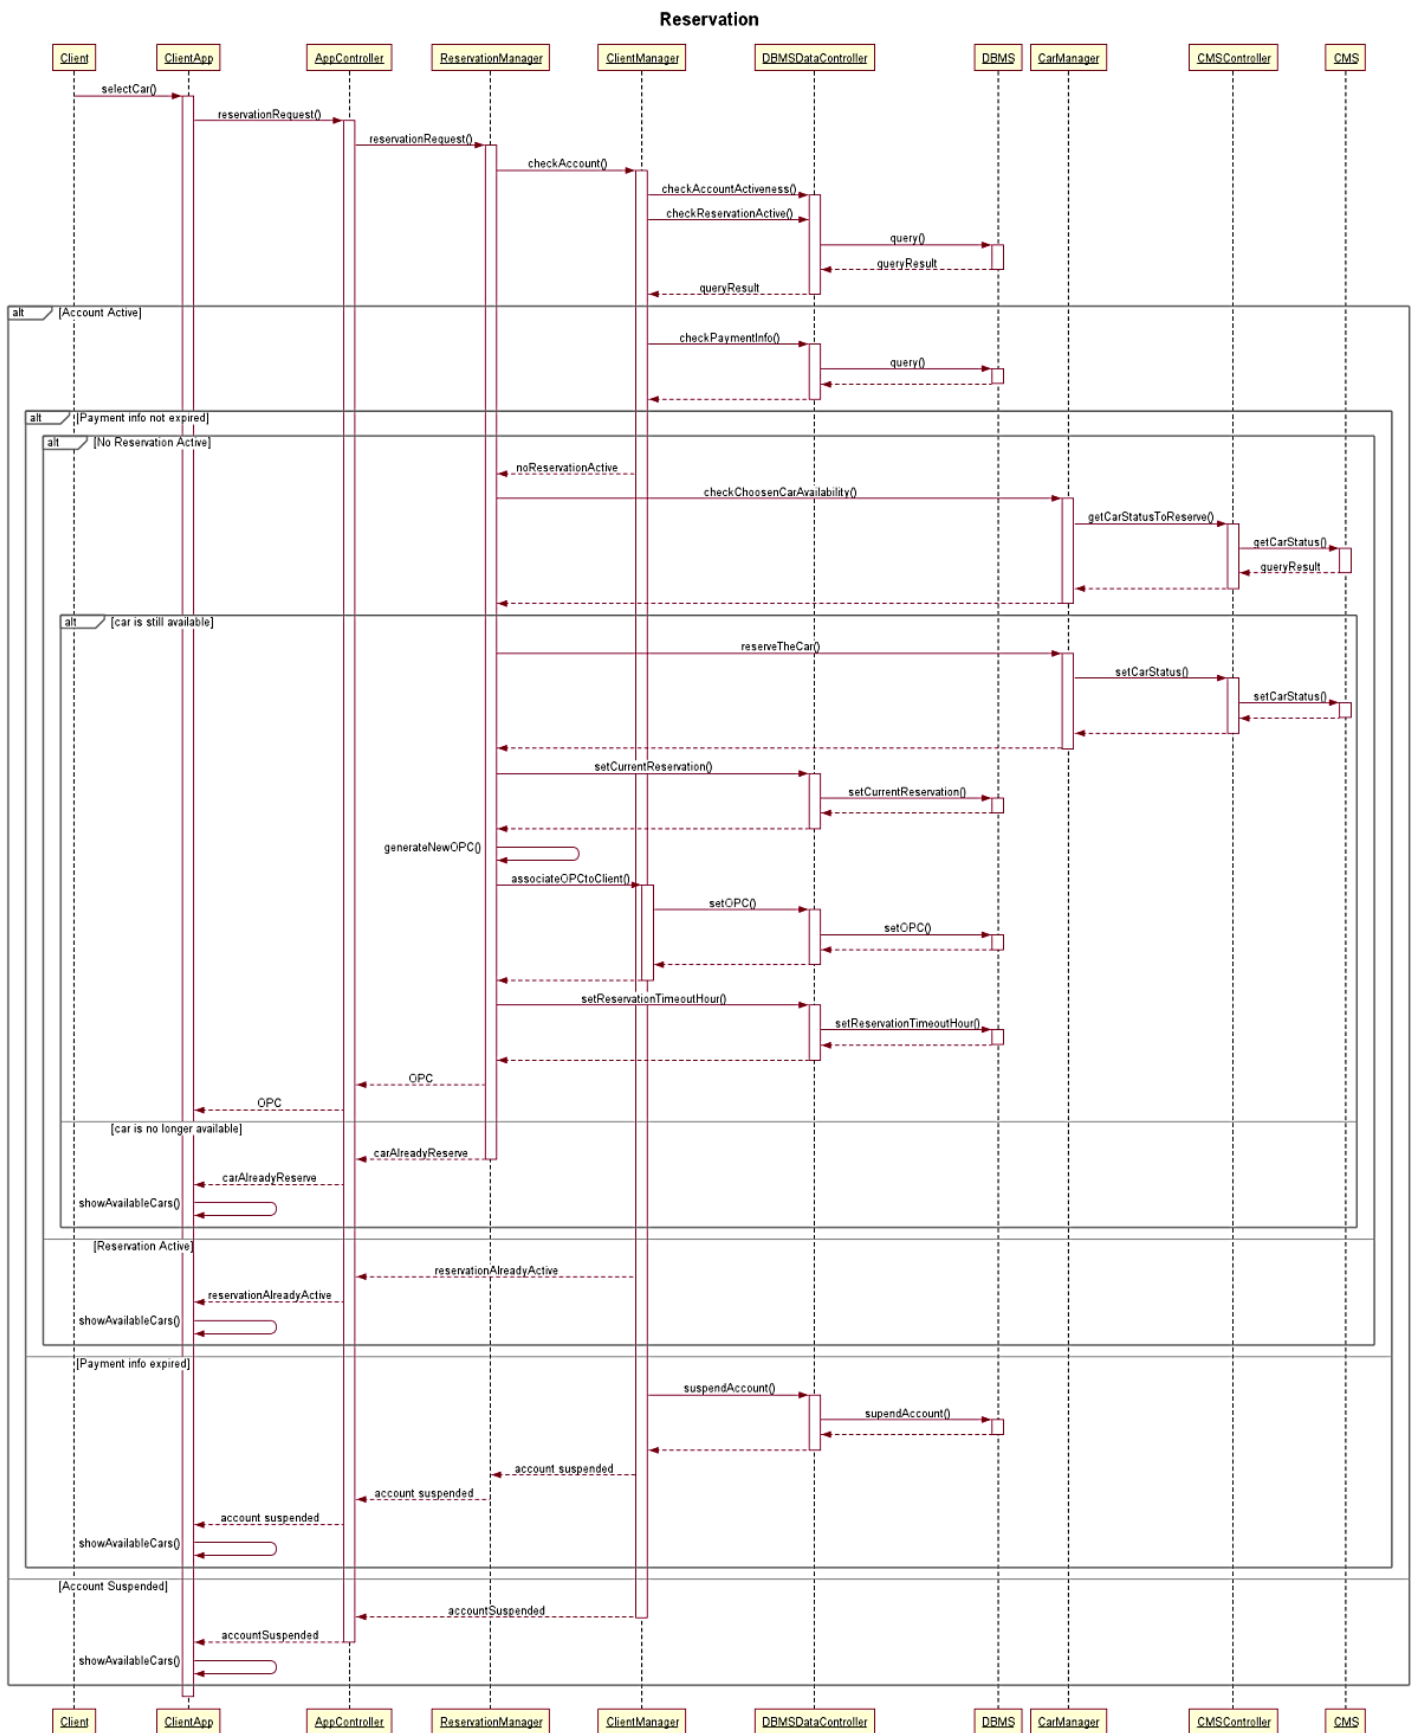 Reservation
Client
ClientApp
AppController
ReservationManager
ClientManager
DBMSDataController
DBMS
CarManager
CMSController
CMS
selectCar()
reservationRequest()
reservationRequest()
checkAccount()
checkAccountActiveness()
checkReservationActive()
query()
queryResult
queryResult
alt
[Account Active]
checkPaymentInfo()
query()
alt
[Payment info not expired]
alt
[No Reservation Active]
noReservationActive
checkChoosenCarAvailability()
getCarStatusToReserve()
getCarStatus()
queryResult
alt
[car is still available]
reserveTheCar()
setCarStatus()
setCarStatus()
setCurrentReservation()
setCurrentReservation()
generateNewOPC()
associateOPCtoClient()
setOPC()
setOPC()
setReservationTimeoutHour()
setReservationTimeoutHour()
OPC
OPC
[car is no longer available]
carAlreadyReserve
carAlreadyReserve
showAvailableCars()
[Reservation Active]
reservationAlreadyActive
reservationAlreadyActive
showAvailableCars()
[Payment info expired]
suspendAccount()
supendAccount()
account suspended
account suspended
account suspended
showAvailableCars()
[Account Suspended]
accountSuspended
accountSuspended
showAvailableCars()
Client
ClientApp
AppController
ReservationManager
ClientManager
DBMSDataController
DBMS
CarManager
CMSController
CMS